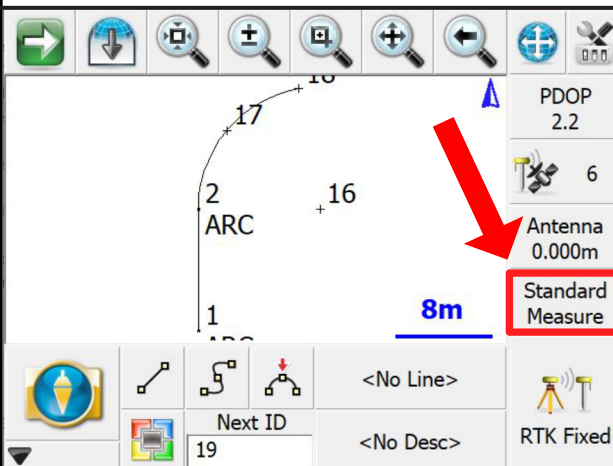 PDOP
2.2
17
6
2
ARC
16
Antenna
0.000m
Standard
Measure
1
8m
<No Line>
Next ID
19
<No Desc>
RTK Fixed